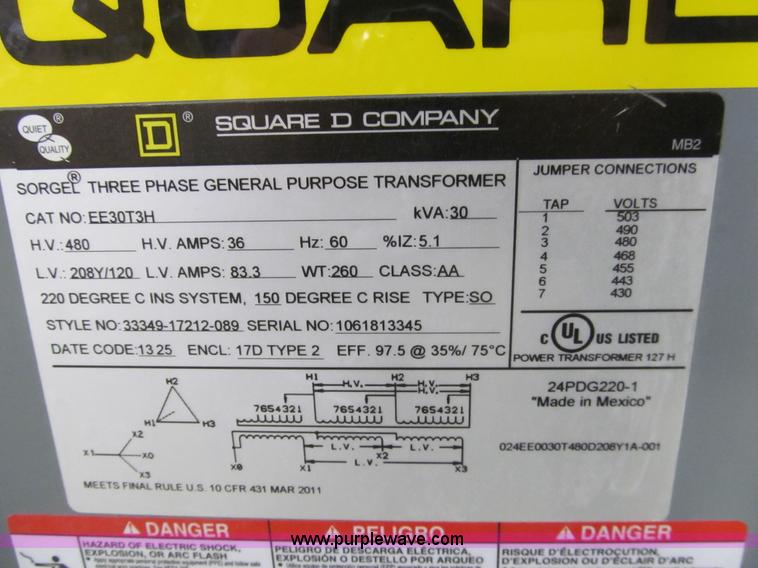 QUARE
QUIET QUALITY ® D ® SQUARE D COMPANY
MB2
SORGEL® THREE PHASE GENERAL PURPOSE TRANSFORMER
CAT NO: EE30T3H kVA: 30
H.V.: 480 H.V. AMPS: 36 Hz: 60 %IZ: 5.1
L.V.: 208Y/120 L.V. AMPS: 83.3 WT: 260 CLASS: AA
220 DEGREE C INS SYSTEM, 150 DEGREE C RISE TYPE: SO
STYLE NO: 33349-17212-089 SERIAL NO: 1061813345
DATE CODE: 1325 ENCL: 17D TYPE 2 EFF. 97.5 @ 35%/ 75°C
JUMPER CONNECTIONS
TAP VOLTS
1 503
2 490
3 480
4 468
5 455
6 443
7 430
C UL ® US LISTED
POWER TRANSFORMER 127 H
H2
H1 H3
X2
X1 X0
X3
H1 H.V. H2 H.V. H3
H.V.
7654321 7654321 7654321
L.V. L.V.
X0 X1 X2 X3
L.V.
24PDG220-1
"Made in Mexico"
024EE0030T480D208Y1A-001
MEETS FINAL RULE U.S. 10 CFR 431 MAR 2011
DANGER
HAZARD OF ELECTRIC SHOCK,
EXPLOSION, OR ARC FLASH
PELIGRO
PELIGRO DE DESCARGA ELÉCTRICA,
EXPLOSIÓN O DESTELLO POR ARQUEO
DANGER
RISQUE D'ÉLECTROCUTION,
D'EXPLOSION OU D'ÉCLAIR D'ARC
www.purplewave.com